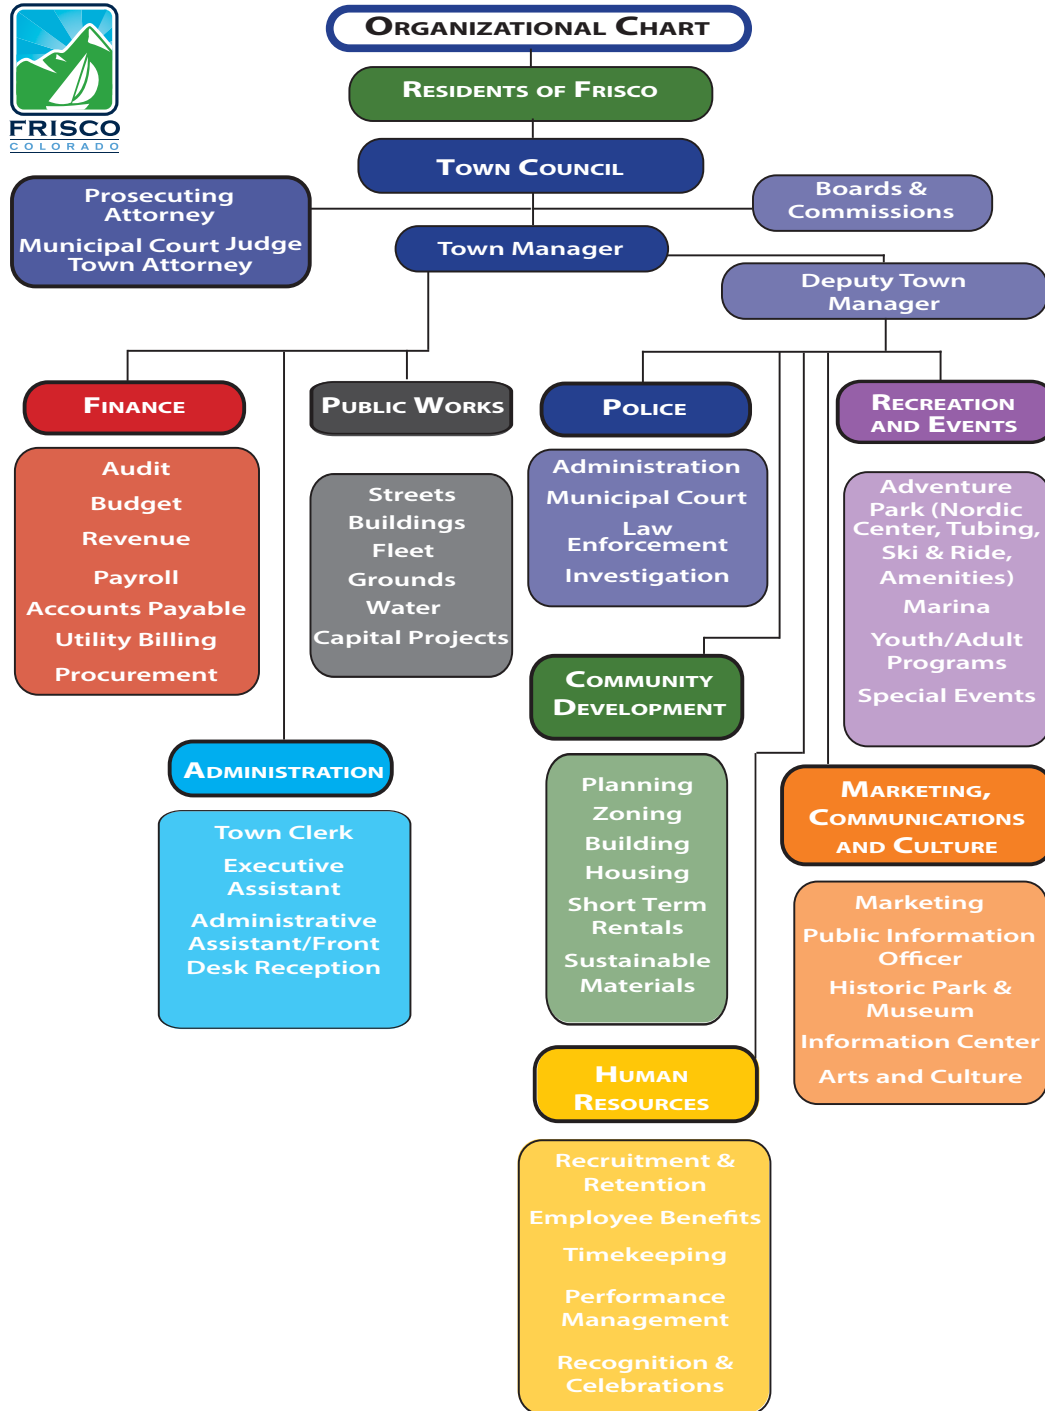 ORGANIZATIONAL CHART
FRISCO
COLORADO
RESIDENTS OF FRISCO
TOWN COUNCIL
Prosecuting
Attorney
Municipal Court Judge
Town Attorney
Boards &
Commissions
Town Manager
Deputy Town
Manager
FINANCE
Audit
Budget
Revenue
Payroll
Accounts Payable
Utility Billing
Procurement
PUBLIC WORKS
Streets
Buildings
Fleet
Grounds
Water
Capital Projects
POLICE
Administration
Municipal Court
Law
Enforcement
Investigation
RECREATION
AND EVENTS
Adventure
Park (Nordic
Center, Tubing,
Ski & Ride,
Amenities)
Marina
Youth/Adult
Programs
Special Events
ADMINISTRATION
Town Clerk
Executive
Assistant
Administrative
Assistant/Front
Desk Reception
COMMUNITY
DEVELOPMENT
Planning
Zoning
Building
Housing
Short Term
Rentals
Sustainable
Materials
MARKETING,
COMMUNICATIONS
AND CULTURE
Marketing
Public Information
Officer
Historic Park &
Museum
Information Center
Arts and Culture
HUMAN
RESOURCES
Recruitment &
Retention
Employee Benefits
Timekeeping
Performance
Management
Recognition &
Celebrations